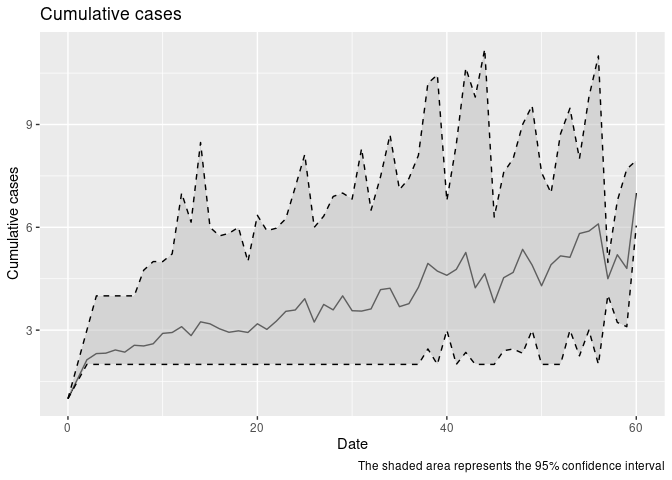 Cumulative cases
9
6
3
Cumulative cases
0 20 40 60
Date
The shaded area represents the 95% confidence interval